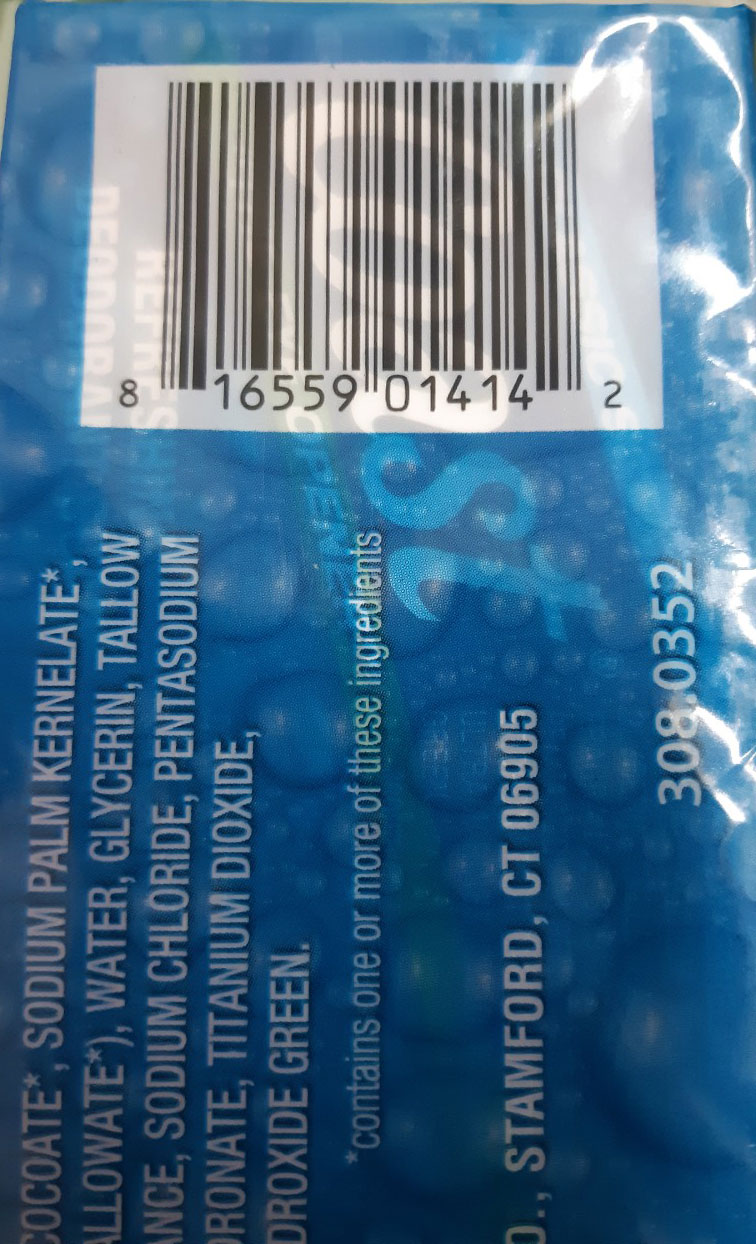 8 16559 01414 2
COCOATE*, SODIUM PALM KERNELATE*,
ALLOWATE*), WATER, GLYCERIN, TALLOW
ANCE, SODIUM CHLORIDE, PENTASODIUM
DRONATE, TITANIUM DIOXIDE,
DROXIDE GREEN.
*contains one or more of these ingredients
O., STAMFORD, CT 06905
308.0352